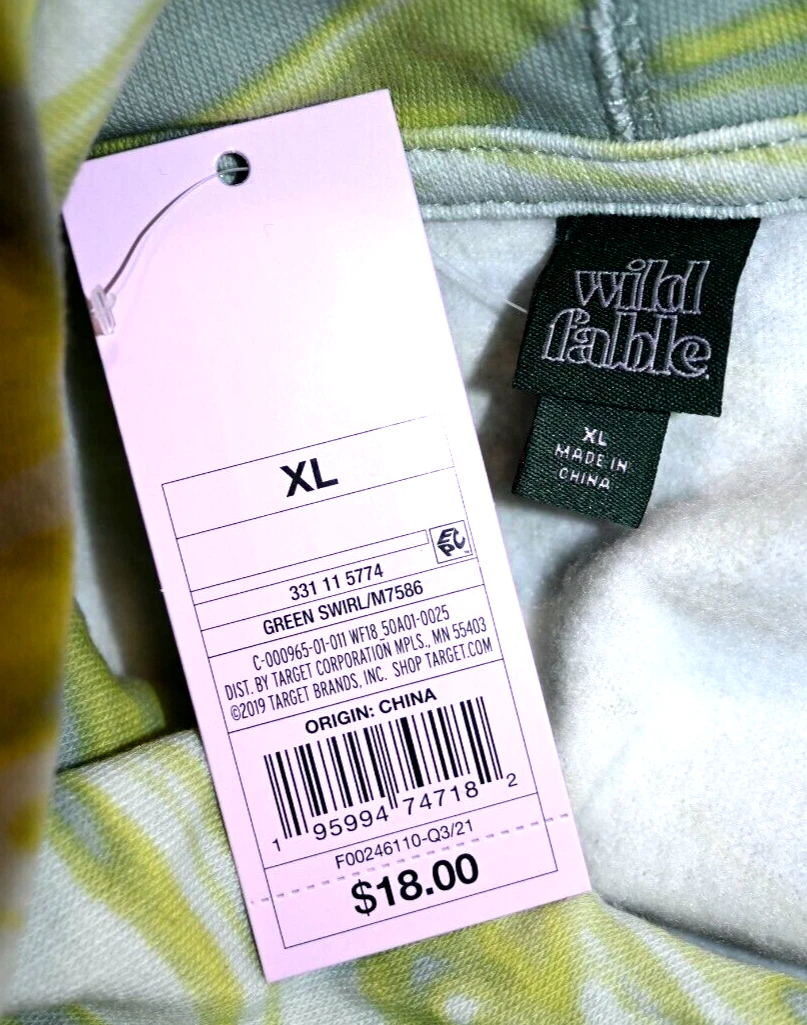 XL
EPC
331 11 5774
GREEN SWIRL/M7586
C-000965-01-011 WF18_50A01-0025
DIST. BY TARGET CORPORATION MPLS., MN 55403
©2019 TARGET BRANDS, INC. SHOP TARGET.COM
ORIGIN: CHINA
1 95994 74718 2
F00246110-Q3/21
$18.00
wild
fable
XL
MADE IN
CHINA